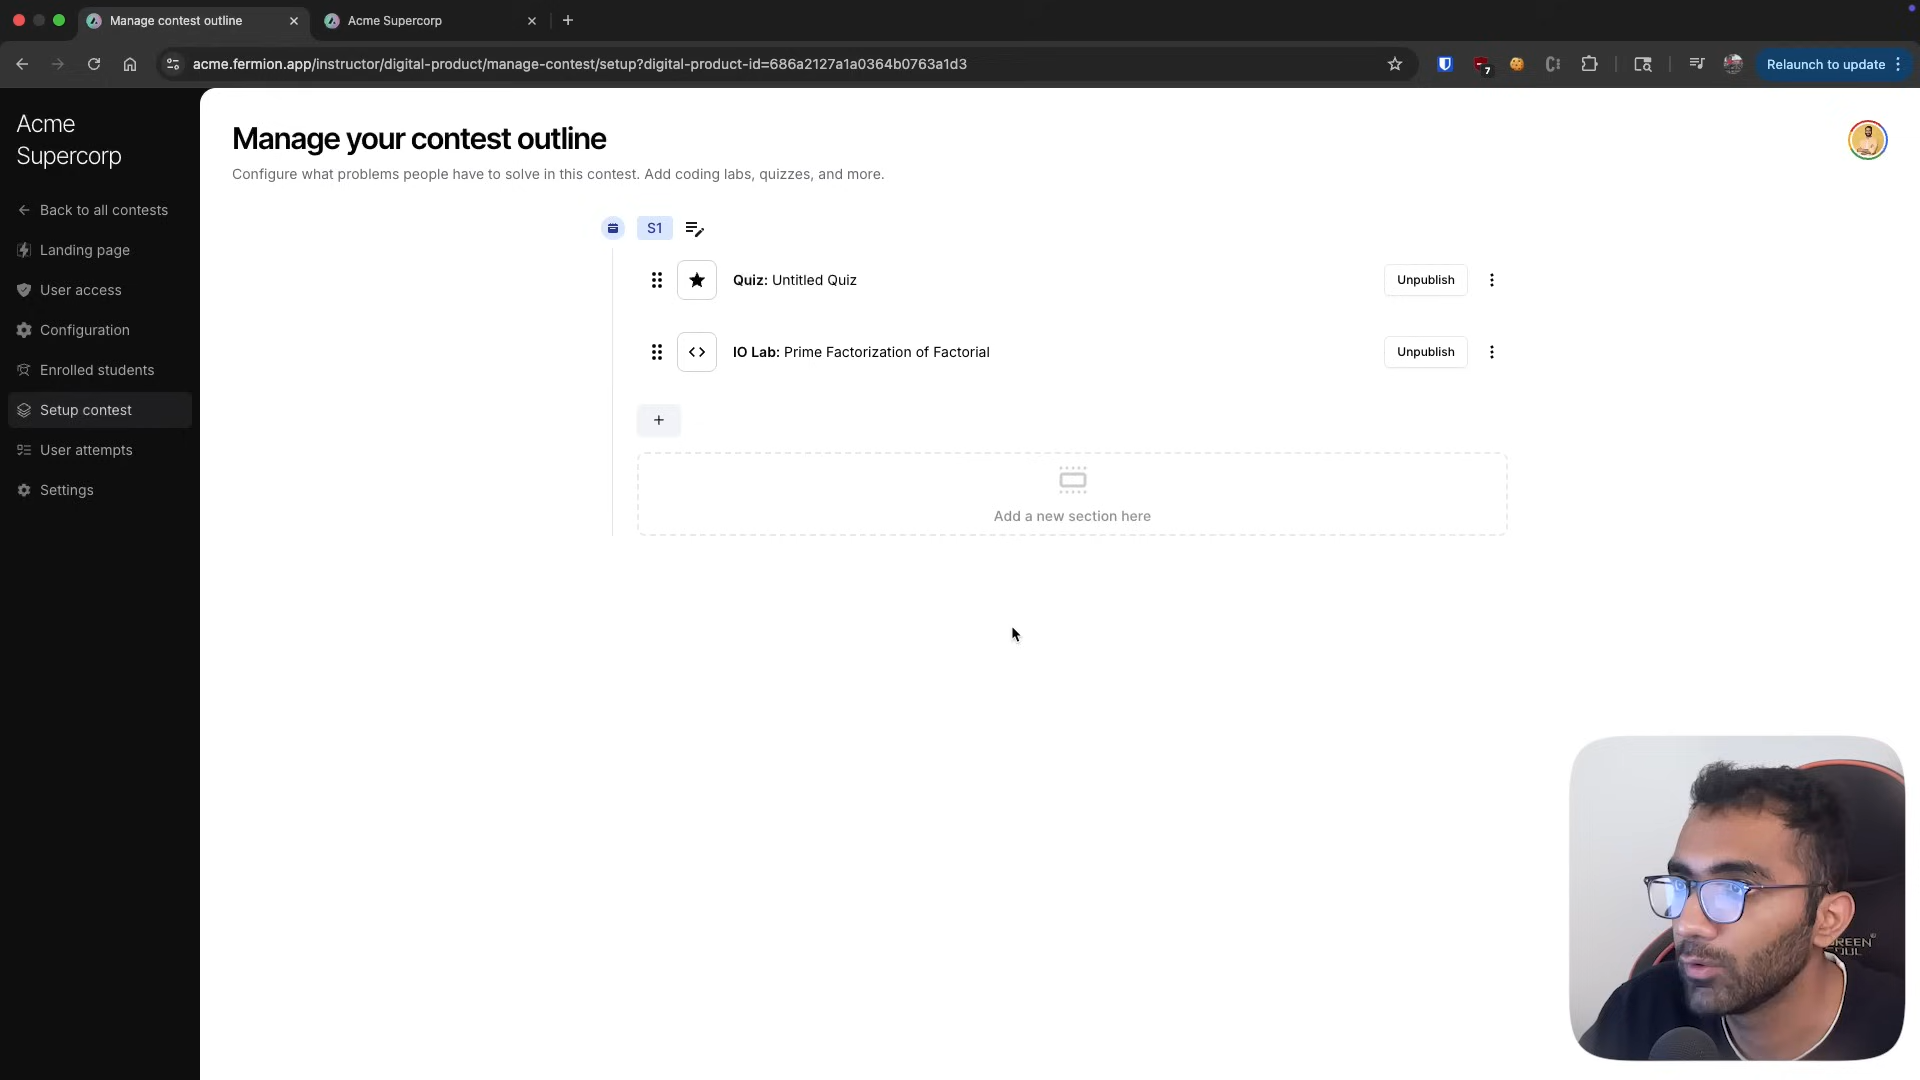 Manage contest outline
Acme Supercorp
acme.fermion.app/instructor/digital-product/manage-contest/setup?digital-product-id=686a2127a1a0364b0763a1d3
7
Relaunch to update
Acme
Supercorp
Back to all contests
Landing page
User access
Configuration
Enrolled students
Setup contest
User attempts
Settings
Manage your contest outline
Configure what problems people have to solve in this contest. Add coding labs, quizzes, and more.
S1
Quiz: Untitled Quiz
Unpublish
IO Lab: Prime Factorization of Factorial
Unpublish
+
Add a new section here